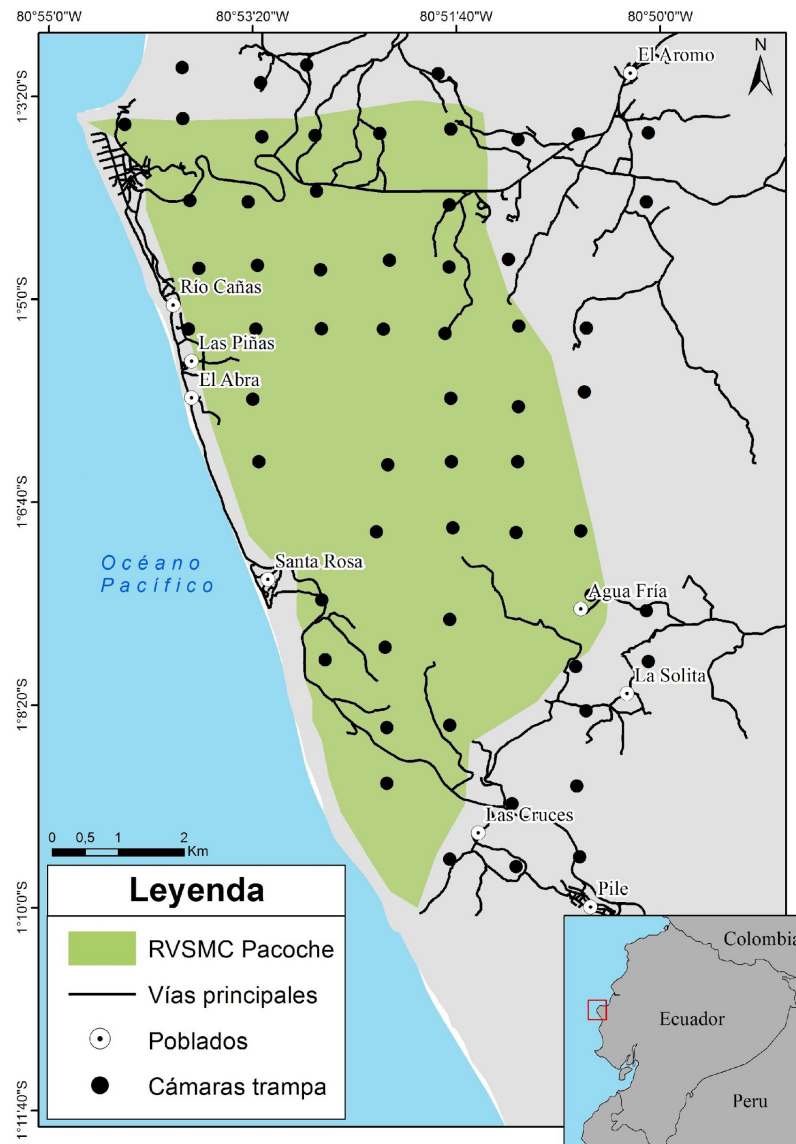 80°55'0"W 80°53'20"W 80°51'40"W 80°50'0"W
1°3'20"S
1°5'0"S
1°6'40"S
1°8'20"S
1°10'0"S
1°11'40"S
N
El Aromo
Río Cañas
Las Piñas
El Abra
Océano
Pacífico
Santa Rosa
Agua Fría
La Solita
Las Cruces
Pile
0 0,5 1 2
Km
Leyenda
RVSMC Pacoche
Vías principales
Poblados
Cámaras trampa
Colombia
Ecuador
Peru